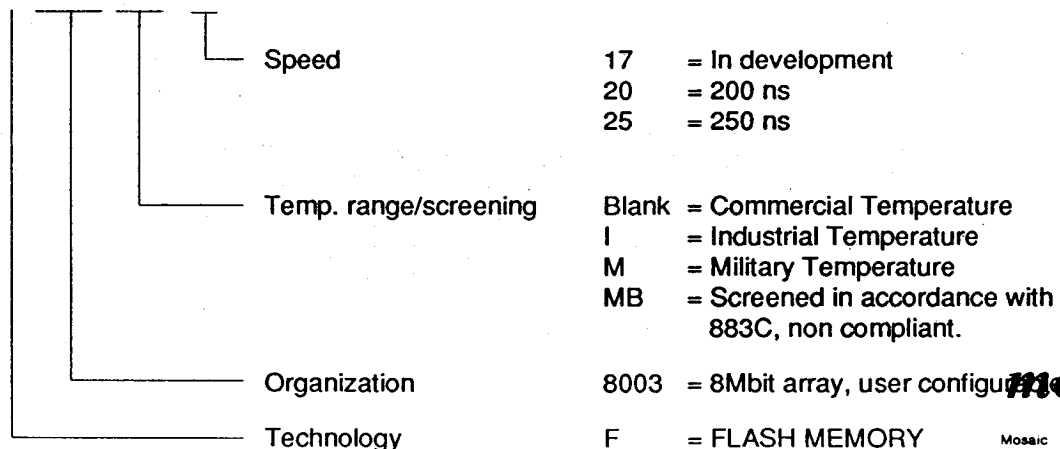 Speed 17 = In development
20 = 200 ns
25 = 250 ns
Temp. range/screening Blank = Commercial Temperature
I = Industrial Temperature
M = Military Temperature
MB = Screened in accordance with
883C, non compliant.
Organization 8003 = 8Mbit array, user
Technology F = FLASH MEMORY
Mosaic